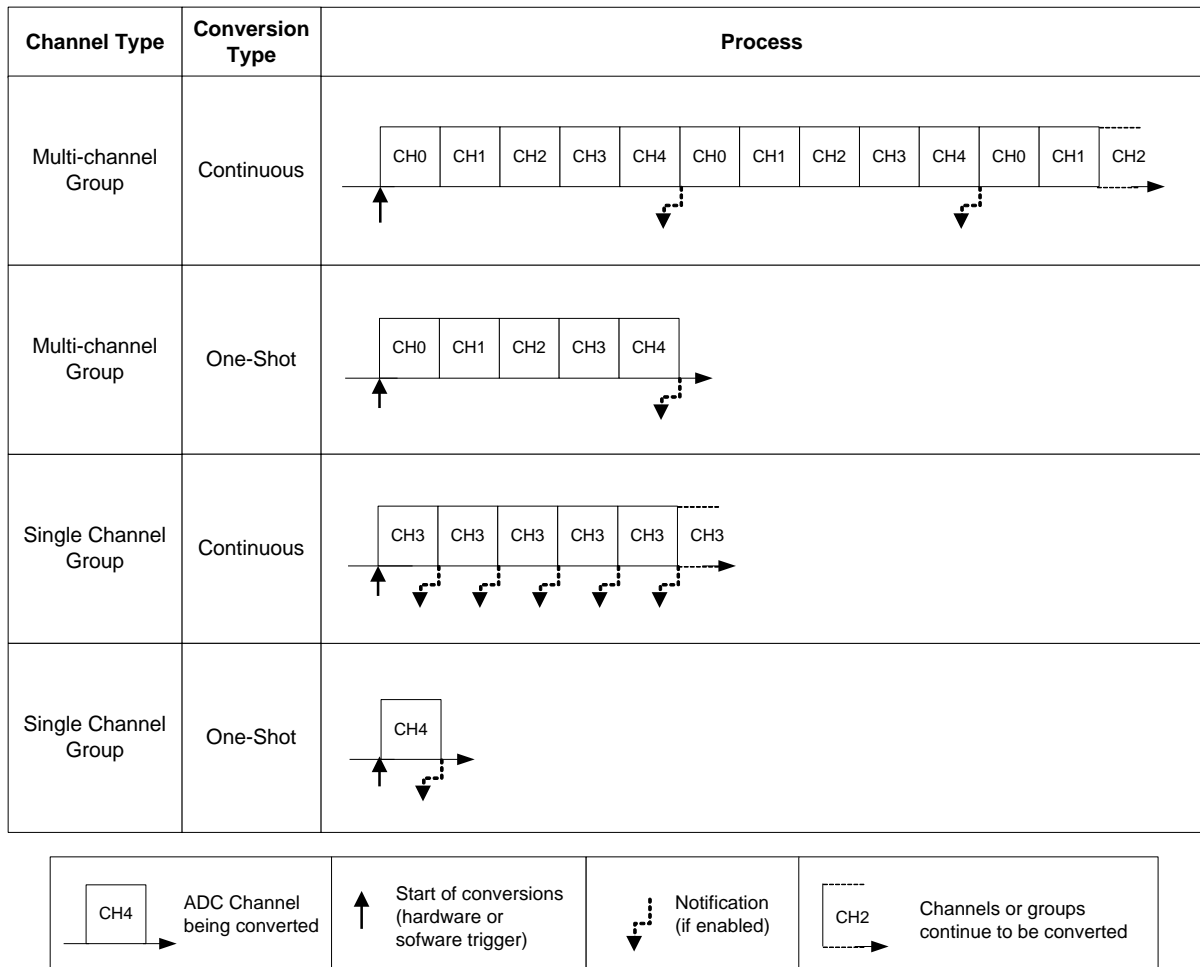 Channel Type
Conversion
Type
Process
Multi-channel
Group
Continuous
CH0 CH1 CH2 CH3 CH4 CH0 CH1 CH2 CH3 CH4 CH0 CH1 CH2
Multi-channel
Group
One-Shot
CH0 CH1 CH2 CH3 CH4
Single Channel
Group
Continuous
CH3 CH3 CH3 CH3 CH3 CH3
Single Channel
Group
One-Shot
CH4
CH4
ADC Channel
being converted
Start of conversions
(hardware or
sofware trigger)
Notification
(if enabled)
CH2
Channels or groups
continue to be converted